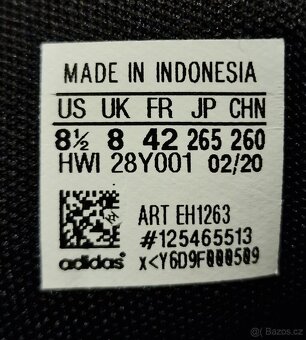 MADE IN INDONESIA
US UK FR JP CHN
8½ 8 42 265 260
HWI 28Y001 02/20
ART EH1263
#125465513
adidas® x<Y6D9F000509
Sbazar.cz